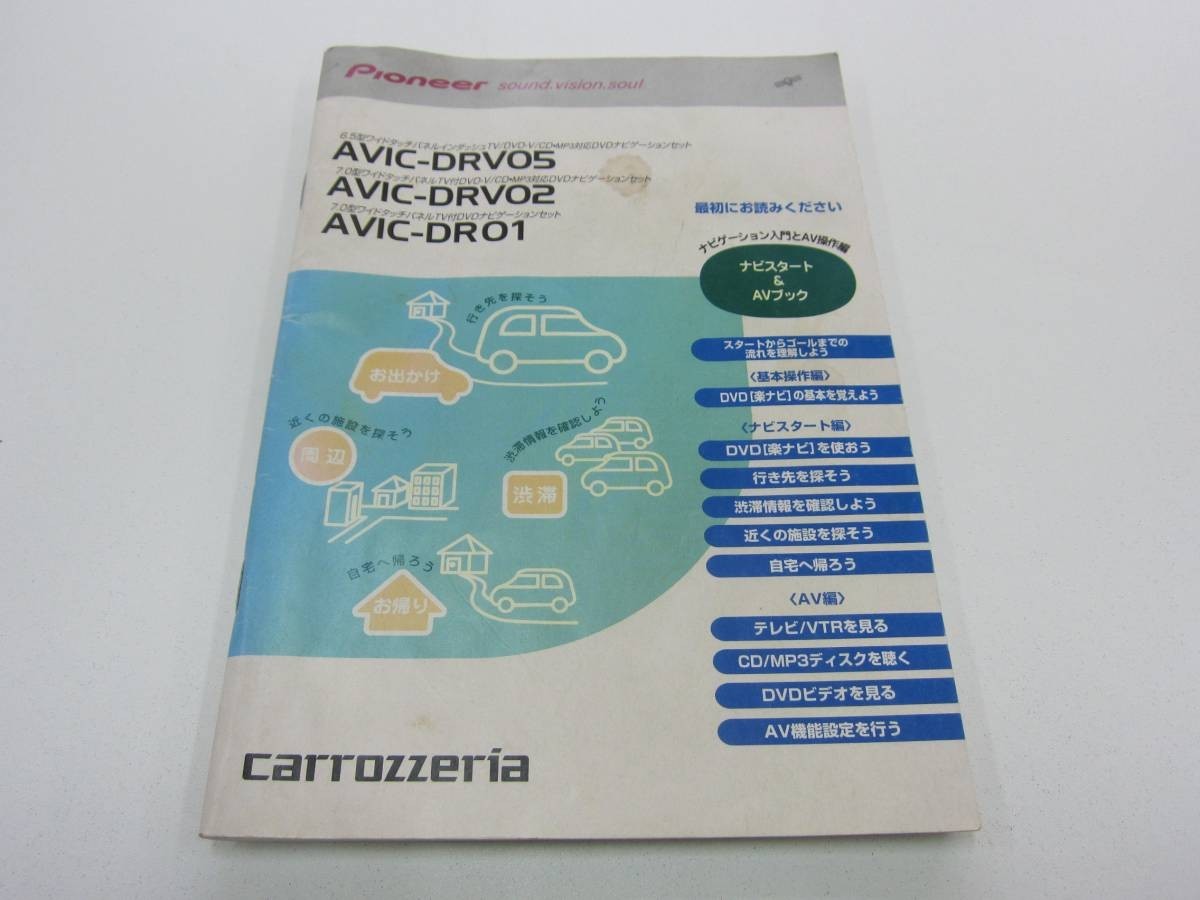 Pioneer sound.vision.soul
6.5型ワイドタッチパネルインダッシュTV/DVD-V/CD・MP3対応DVDナビゲーションセット
AVIC-DRV05
7.0型ワイドタッチパネルTV付DVD-V/CD・MP3対応DVDナビゲーションセット
AVIC-DRV02
7.0型ワイドタッチパネルTV付DVDナビゲーションセット
AVIC-DR01
最初にお読みください
ナビゲーション入門とAV操作編
ナビスタート
&
AVブック
行き先を探そう
お出かけ
近くの施設を探そう
周辺
渋滞情報を確認しよう
渋滞
自宅へ帰ろう
お帰り
スタートからゴールまでの
流れを理解しよう
〈基本操作編〉
DVD[楽ナビ]の基本を覚えよう
〈ナビスタート編〉
DVD[楽ナビ]を使おう
行き先を探そう
渋滞情報を確認しよう
近くの施設を探そう
自宅へ帰ろう
〈AV編〉
テレビ/VTRを見る
CD/MP3ディスクを聴く
DVDビデオを見る
AV機能設定を行う
carrozzeria